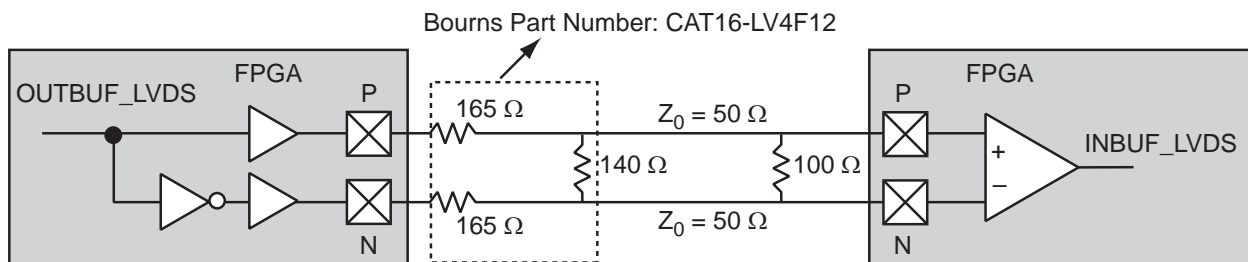 Bourns Part Number: CAT16-LV4F12
FPGA
FPGA
OUTBUF_LVDS
P
165 Ω
Z0 = 50 Ω
P
140 Ω
100 Ω
+
−
INBUF_LVDS
N
165 Ω
Z0 = 50 Ω
N